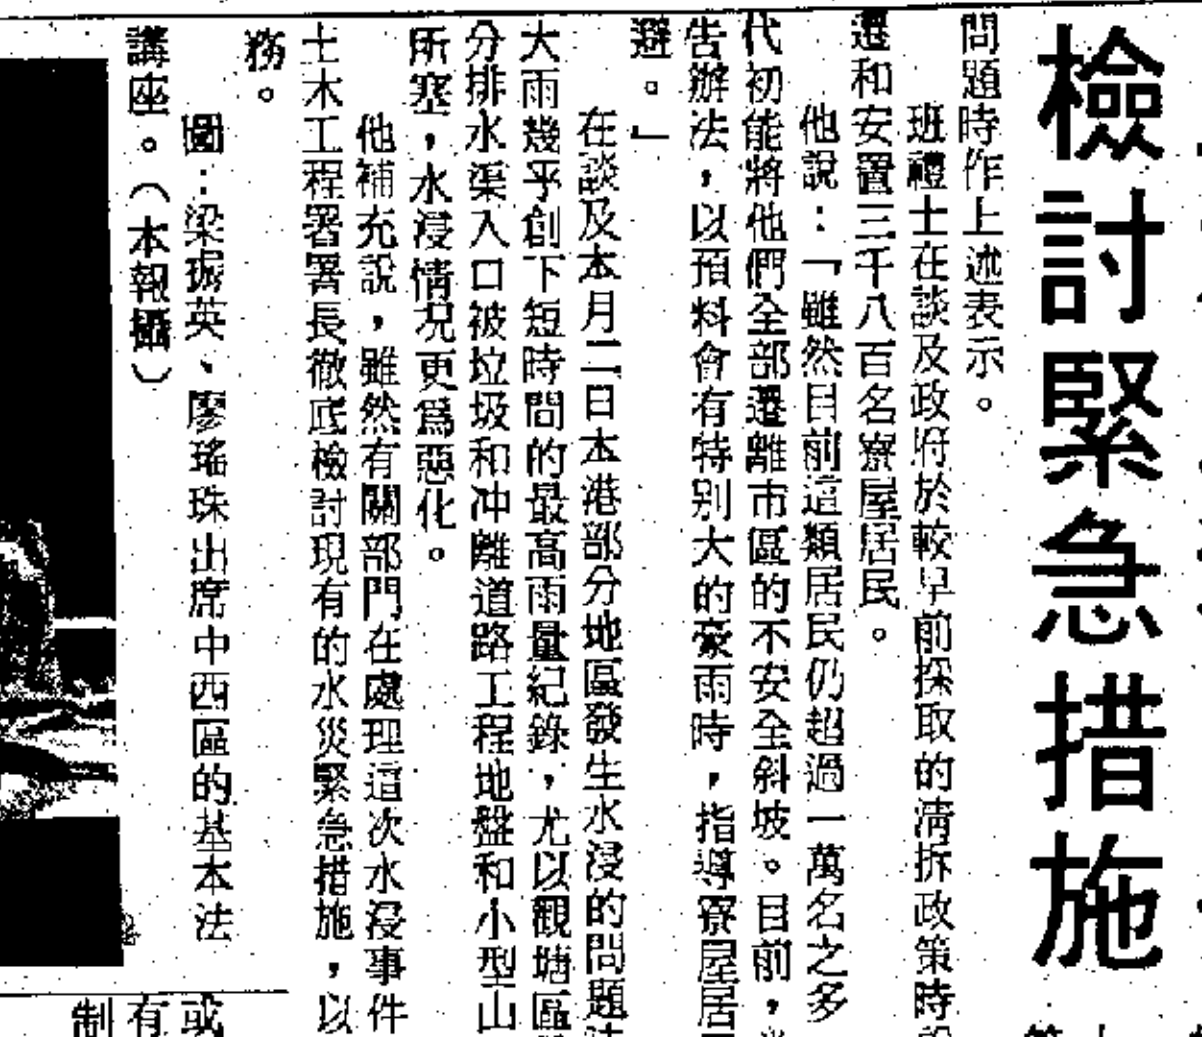 檢討緊急措施
問題時作上述表示。
班禮士在談及政府於較早前採取的清拆政策時
遷和安置三千八百名寮屋居民。
他說：「雖然目前這類居民仍超過一萬名之多
代初能將他們全部遷離市區的不安全斜坡。目前，
告辦法，以預料會有特別大的豪雨時，指導寮屋居
避。」
在談及本月二日本港部分地區發生水浸的問題
大雨幾乎創下短時間的最高雨量紀錄，尤以觀塘區
分排水渠入口被垃圾和冲離道路工程地盤和小型山
所塞，水浸情況更爲惡化。
他補充說，雖然有關部門在處理這次水浸事件
土木工程署署長徹底檢討現有的水災緊急措施，以
務。
圖：梁振英、廖瑤珠出席中西區的基本法
講座。（本報攝）
或
有
制